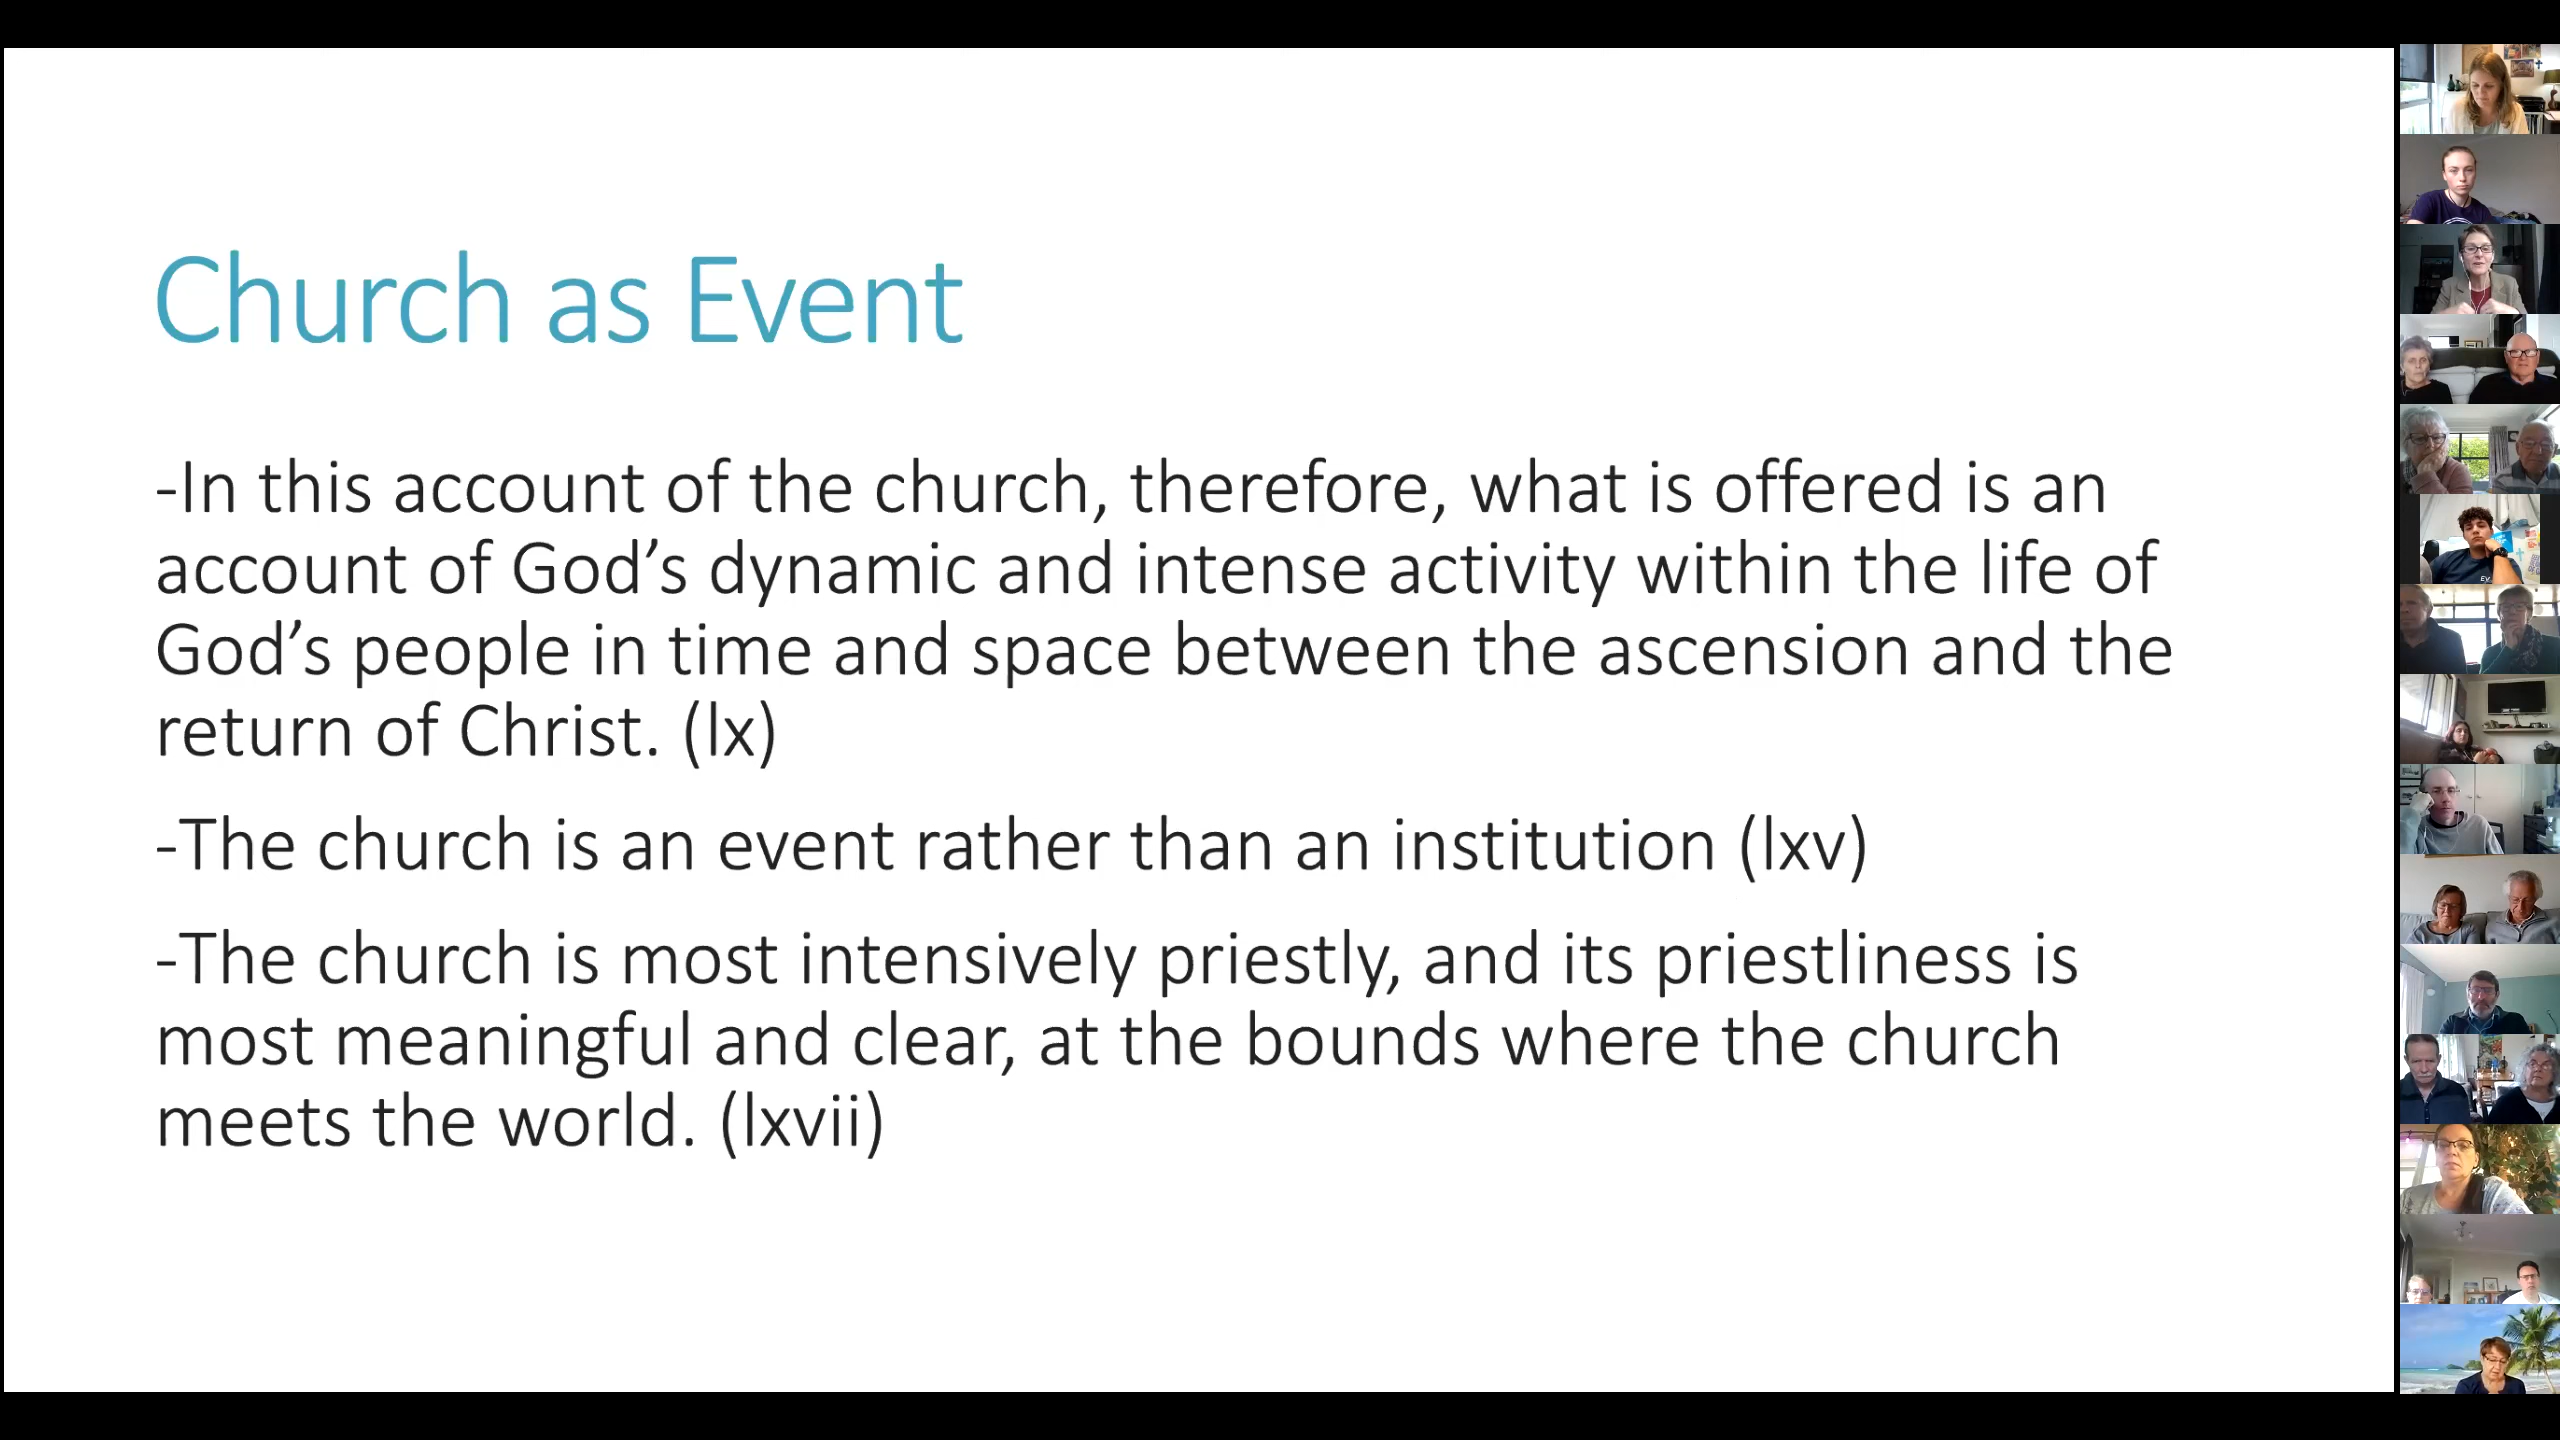 Church as Event
-In this account of the church, therefore, what is offered is an
account of God’s dynamic and intense activity within the life of
God’s people in time and space between the ascension and the
return of Christ. (lx)
-The church is an event rather than an institution (lxv)
-The church is most intensively priestly, and its priestliness is
most meaningful and clear, at the bounds where the church
meets the world. (lxvii)